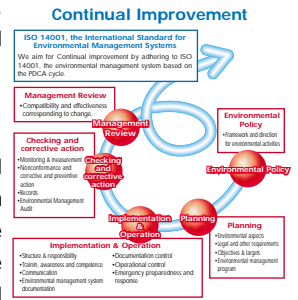 Continual Improvement
ISO 14001, the International Standard for
Environmental Management Systems
We aim for Continual improvement by adhering to ISO
14001, the environmental management system based on
the PDCA cycle.
Management Review
•Compatibility and effectiveness
corresponding to change.
Management
Review
Environmental
Policy
•Framework and direction
for environmental activities
Environmental Policy
Checking and
corrective action
•Monitoring & measurement
•Nonconformance and
corrective and preventive
action
•Records
•Environmental Management
Audit
Checking
and
corrective
action
Implementation
&
Operation
Planning
Planning
•Environmental aspects
•Legal and other requirements
•Objectives & targets
•Environmental management
program
Implementation & Operation
•Structure & responsibility
•Trainiln, awareness and competence
•Communication
•Environmental management system
documentation
•Documentation control
•Operational control
•Emergency preparedness and
response